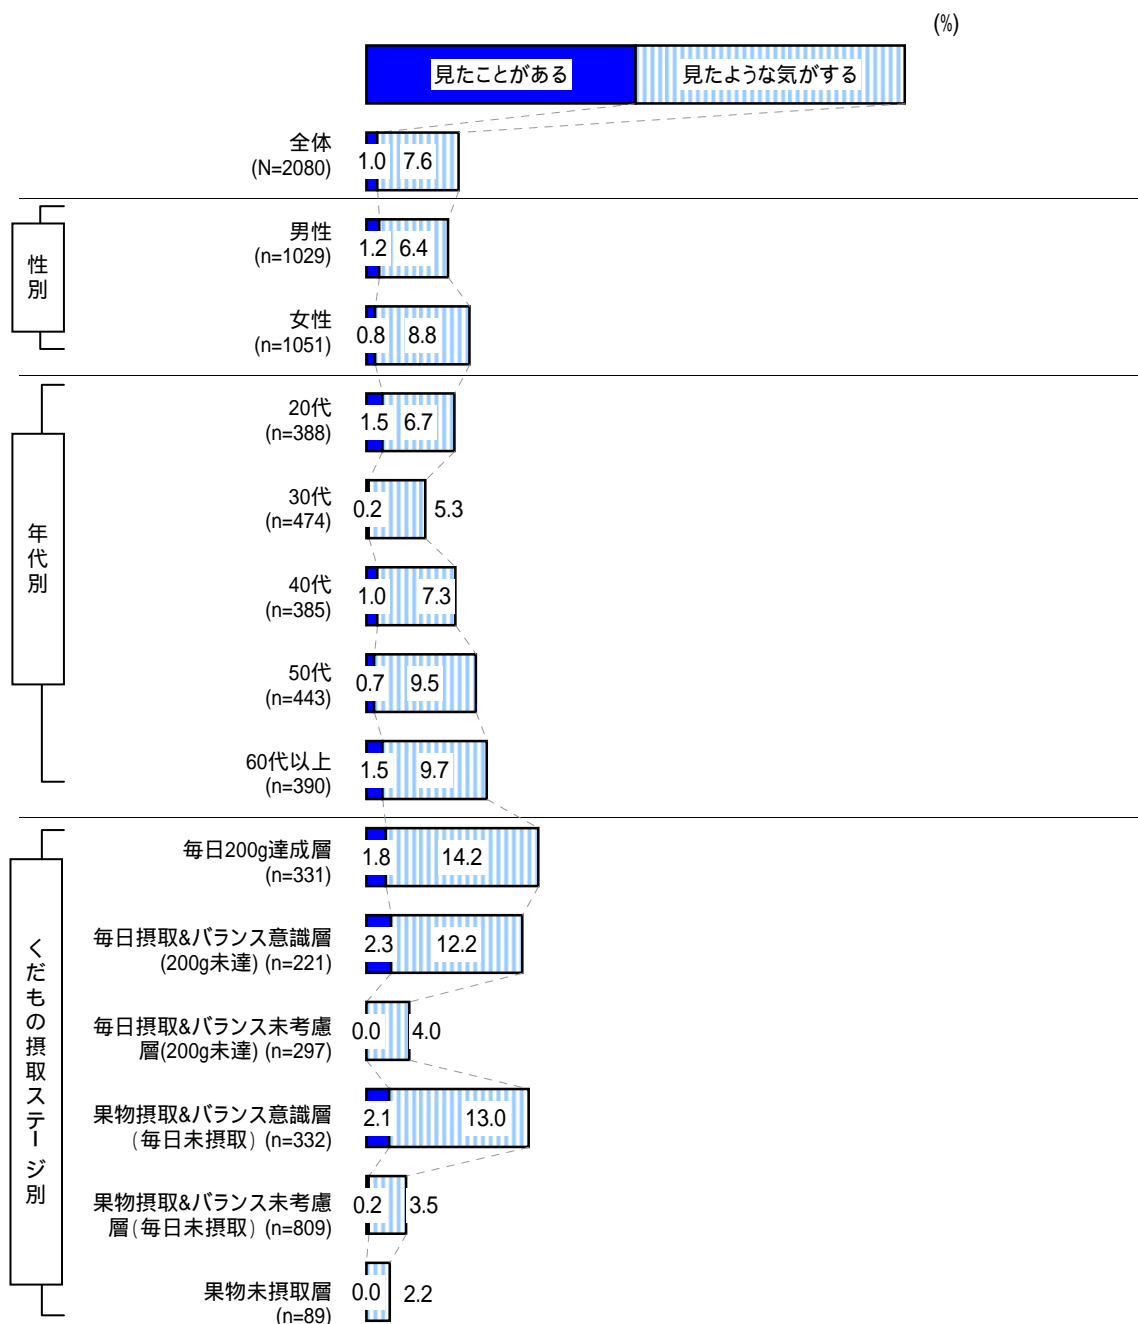 (%)
見たことがある 見たような気がする
全体
(N=2080)
1.0 7.6
性別
男性
(n=1029)
1.2 6.4
女性
(n=1051)
0.8 8.8
年代別
20代
(n=388)
1.5 6.7
30代
(n=474)
0.2 5.3
40代
(n=385)
1.0 7.3
50代
(n=443)
0.7 9.5
60代以上
(n=390)
1.5 9.7
くだもの摂取ステージ別
毎日200g達成層
(n=331)
1.8 14.2
毎日摂取&バランス意識層
(200g未達) (n=221)
2.3 12.2
毎日摂取&バランス未考慮
層(200g未達) (n=297)
0.0 4.0
果物摂取&バランス意識層
(毎日未摂取) (n=332)
2.1 13.0
果物摂取&バランス未考慮
層(毎日未摂取) (n=809)
0.2 3.5
果物未摂取層
(n=89)
0.0 2.2